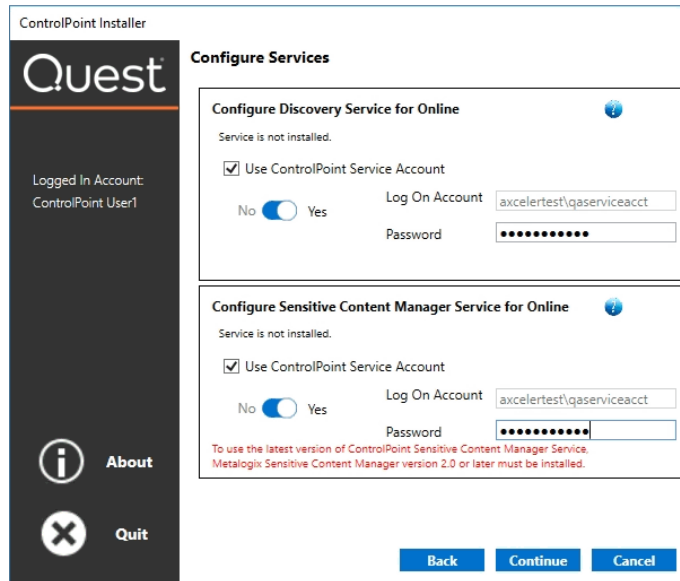 ControlPoint Installer
Quest
Logged In Account:
ControlPoint User1
About
Quit
Configure Services
Configure Discovery Service for Online
?
Service is not installed.
Use ControlPoint Service Account
No Yes
Log On Account axcelertest\qaserviceacct
Password •••••••••••
Configure Sensitive Content Manager Service for Online
?
Service is not installed.
Use ControlPoint Service Account
No Yes
Log On Account axcelertest\qaserviceacct
Password •••••••••••
To use the latest version of ControlPoint Sensitive Content Manager Service,
Metalogix Sensitive Content Manager version 2.0 or later must be installed.
Back Continue Cancel